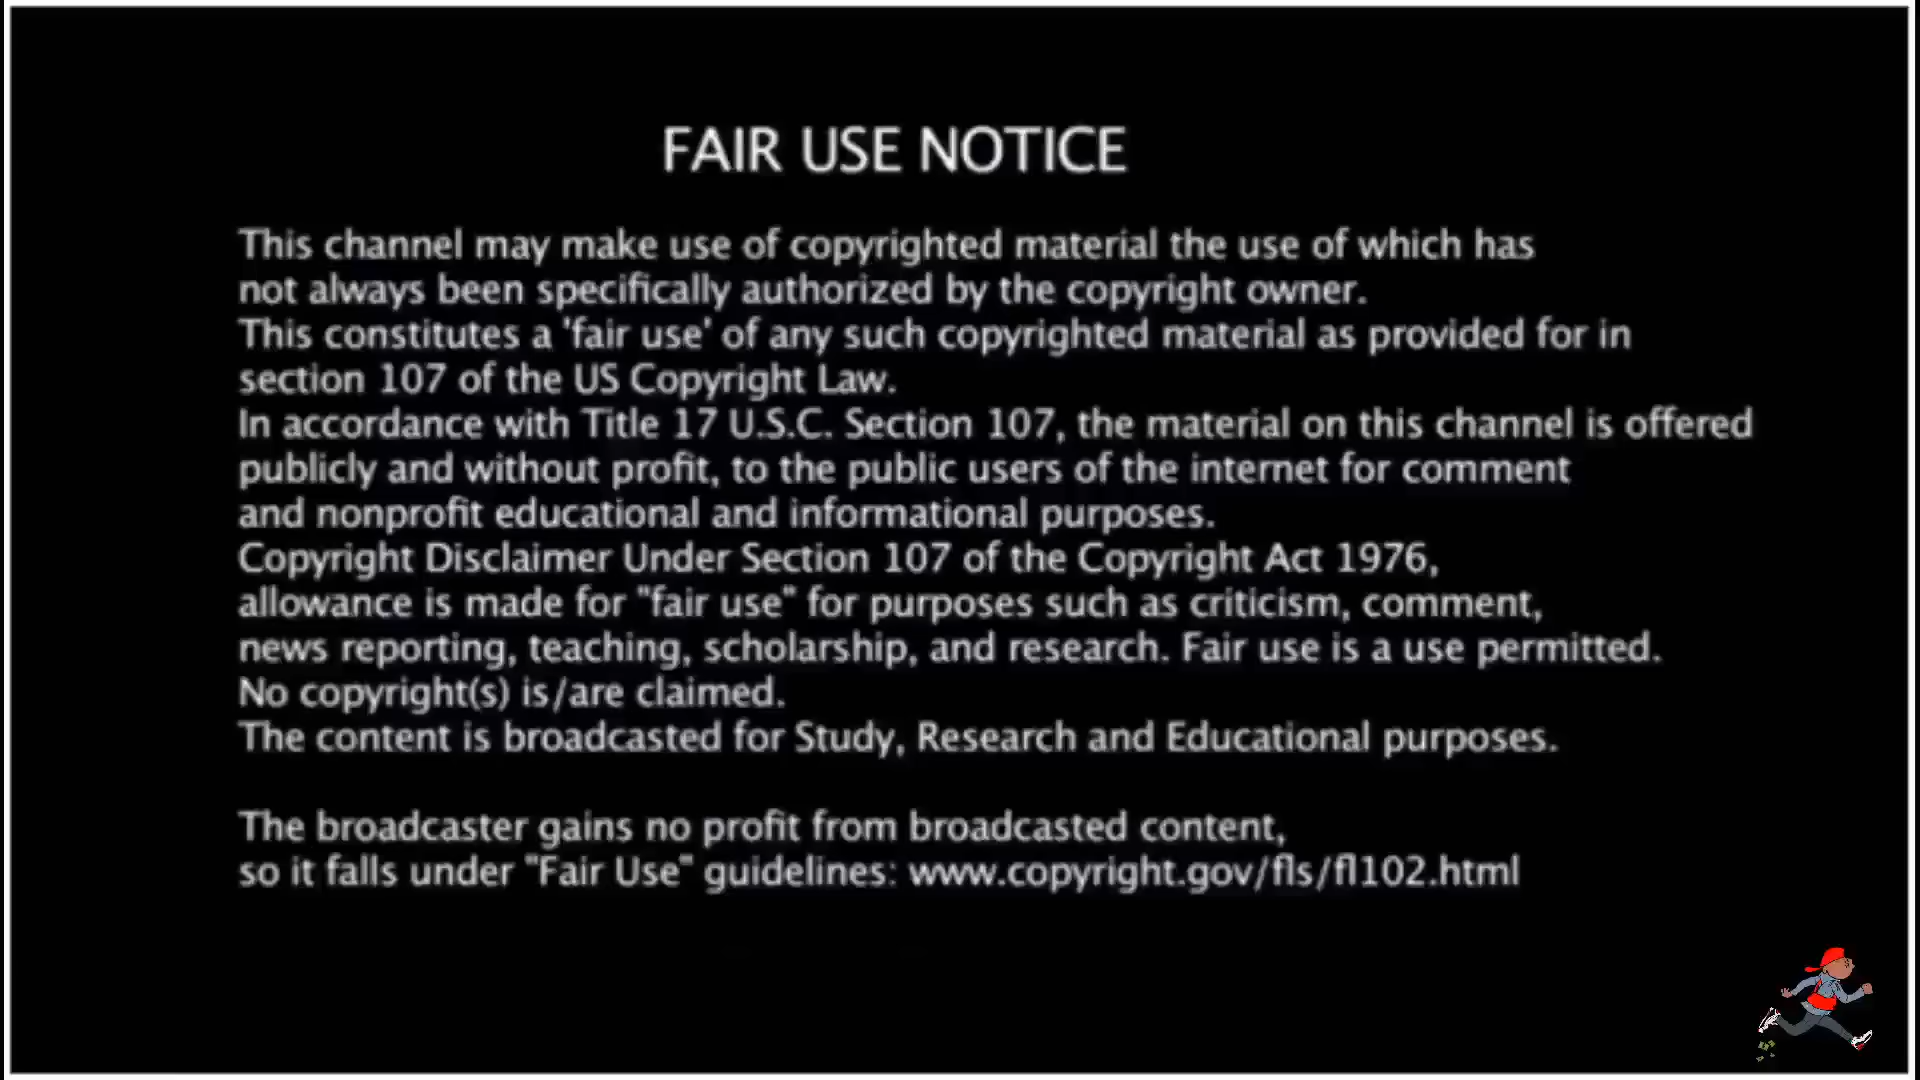 FAIR USE NOTICE
This channel may make use of copyrighted material the use of which has
not always been specifically authorized by the copyright owner.
This constitutes a 'fair use' of any such copyrighted material as provided for in
section 107 of the US Copyright Law.
In accordance with Title 17 U.S.C. Section 107, the material on this channel is offered
publicly and without profit, to the public users of the internet for comment
and nonprofit educational and informational purposes.
Copyright Disclaimer Under Section 107 of the Copyright Act 1976,
allowance is made for "fair use" for purposes such as criticism, comment,
news reporting, teaching, scholarship, and research. Fair use is a use permitted.
No copyright(s) is/are claimed.
The content is broadcasted for Study, Research and Educational purposes.
The broadcaster gains no profit from broadcasted content,
so it falls under "Fair Use" guidelines: www.copyright.gov/fls/fl102.html